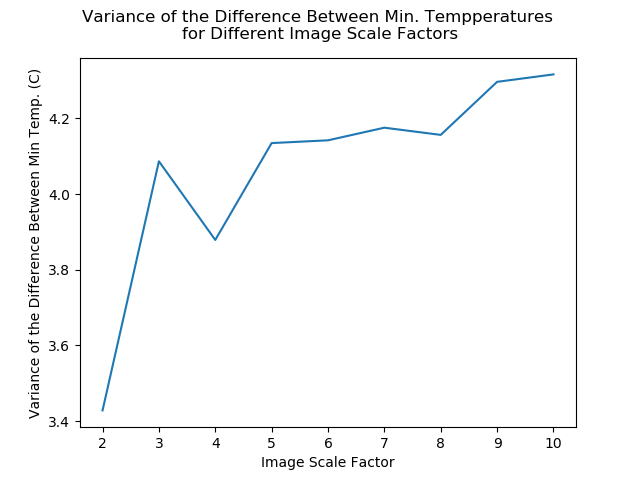 Variance of the Difference Between Min. Tempperatures
for Different Image Scale Factors
Variance of the Difference Between Min Temp. (C)
4.2
4.0
3.8
3.6
3.4
2 3 4 5 6 7 8 9 10
Image Scale Factor